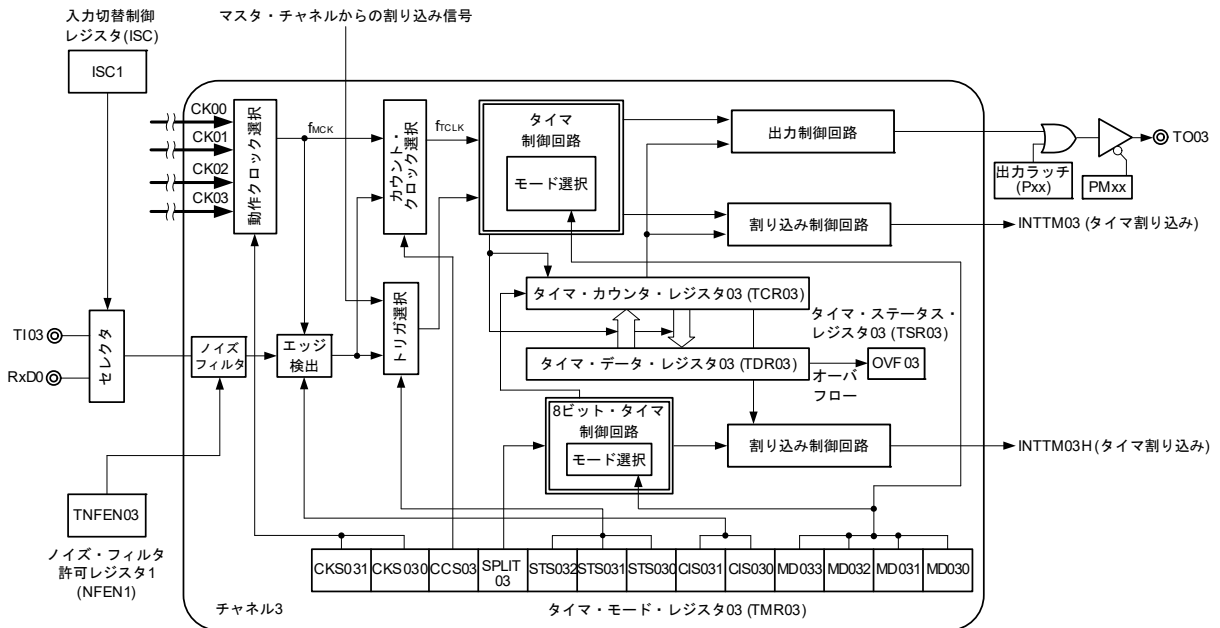 入力切替制御
レジスタ(ISC)
マスタ・チャネルからの割り込み信号
ISC1
CK00
CK01
CK02
CK03
動作クロック選択
fMCK
カウント・
クロック選択
fTCLK
タイマ
制御回路
モード選択
出力制御回路
出力ラッチ
(Pxx)
PMxx
TO03
割り込み制御回路
INTTM03 (タイマ割り込み)
TI03
RxD0
セレクタ
ノイズ
フィルタ
エッジ
検出
トリガ選択
タイマ・カウンタ・レジスタ03 (TCR03)
タイマ・ステータス・
レジスタ03 (TSR03)
タイマ・データ・レジスタ03 (TDR03)
OVF03
オーバ
フロー
8ビット・タイマ
制御回路
モード選択
割り込み制御回路
INTTM03H (タイマ割り込み)
TNFEN03
ノイズ・フィルタ
許可レジスタ1
(NFEN1)
CKS031
CKS030
CCS03
SPLIT
03
STS032
STS031
STS030
CIS031
CIS030
MD033
MD032
MD031
MD030
チャネル3
タイマ・モード・レジスタ03 (TMR03)